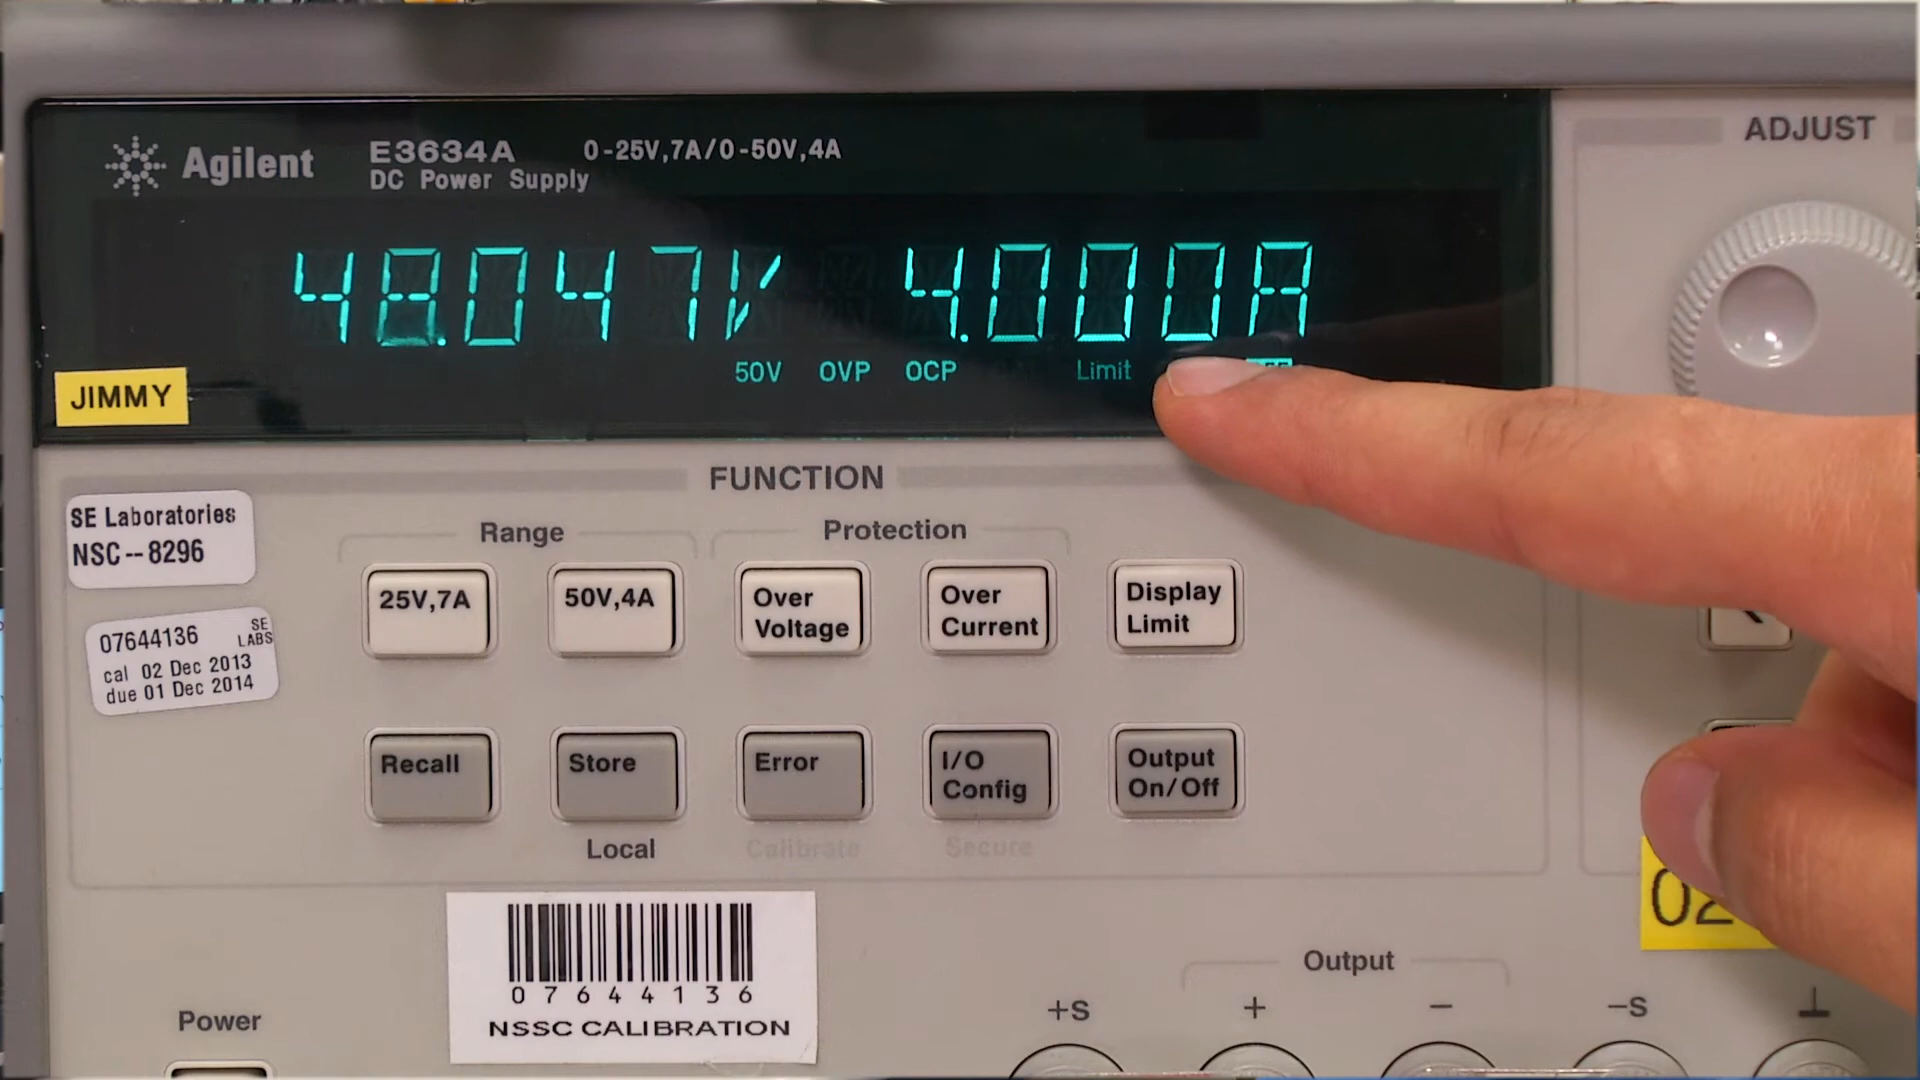 Agilent
E3634A
DC Power Supply
0-25V,7A/0-50V,4A
48.047V 4.000A
50V OVP OCP Limit
JIMMY
ADJUST
FUNCTION
SE Laboratories
NSC--8296
Range
Protection
25V,7A
50V,4A
Over
Voltage
Over
Current
Display
Limit
07644136
SE
LABS
cal 02 Dec 2013
due 01 Dec 2014
Recall
Store
Error
I/O
Config
Output
On/Off
Local
Calibrate
Secure
07644136
NSSC CALIBRATION
Power
Output
+S + − −S